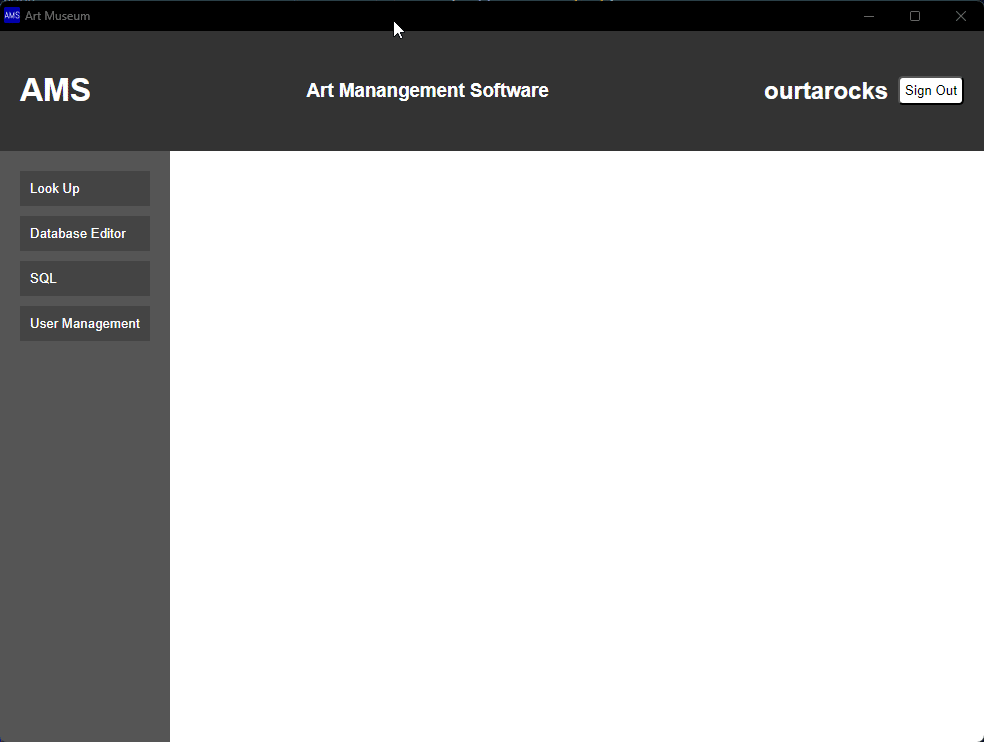 AMS Art Museum
AMS
Art Manangement Software
ourtarocks
Sign Out
Look Up
Database Editor
SQL
User Management